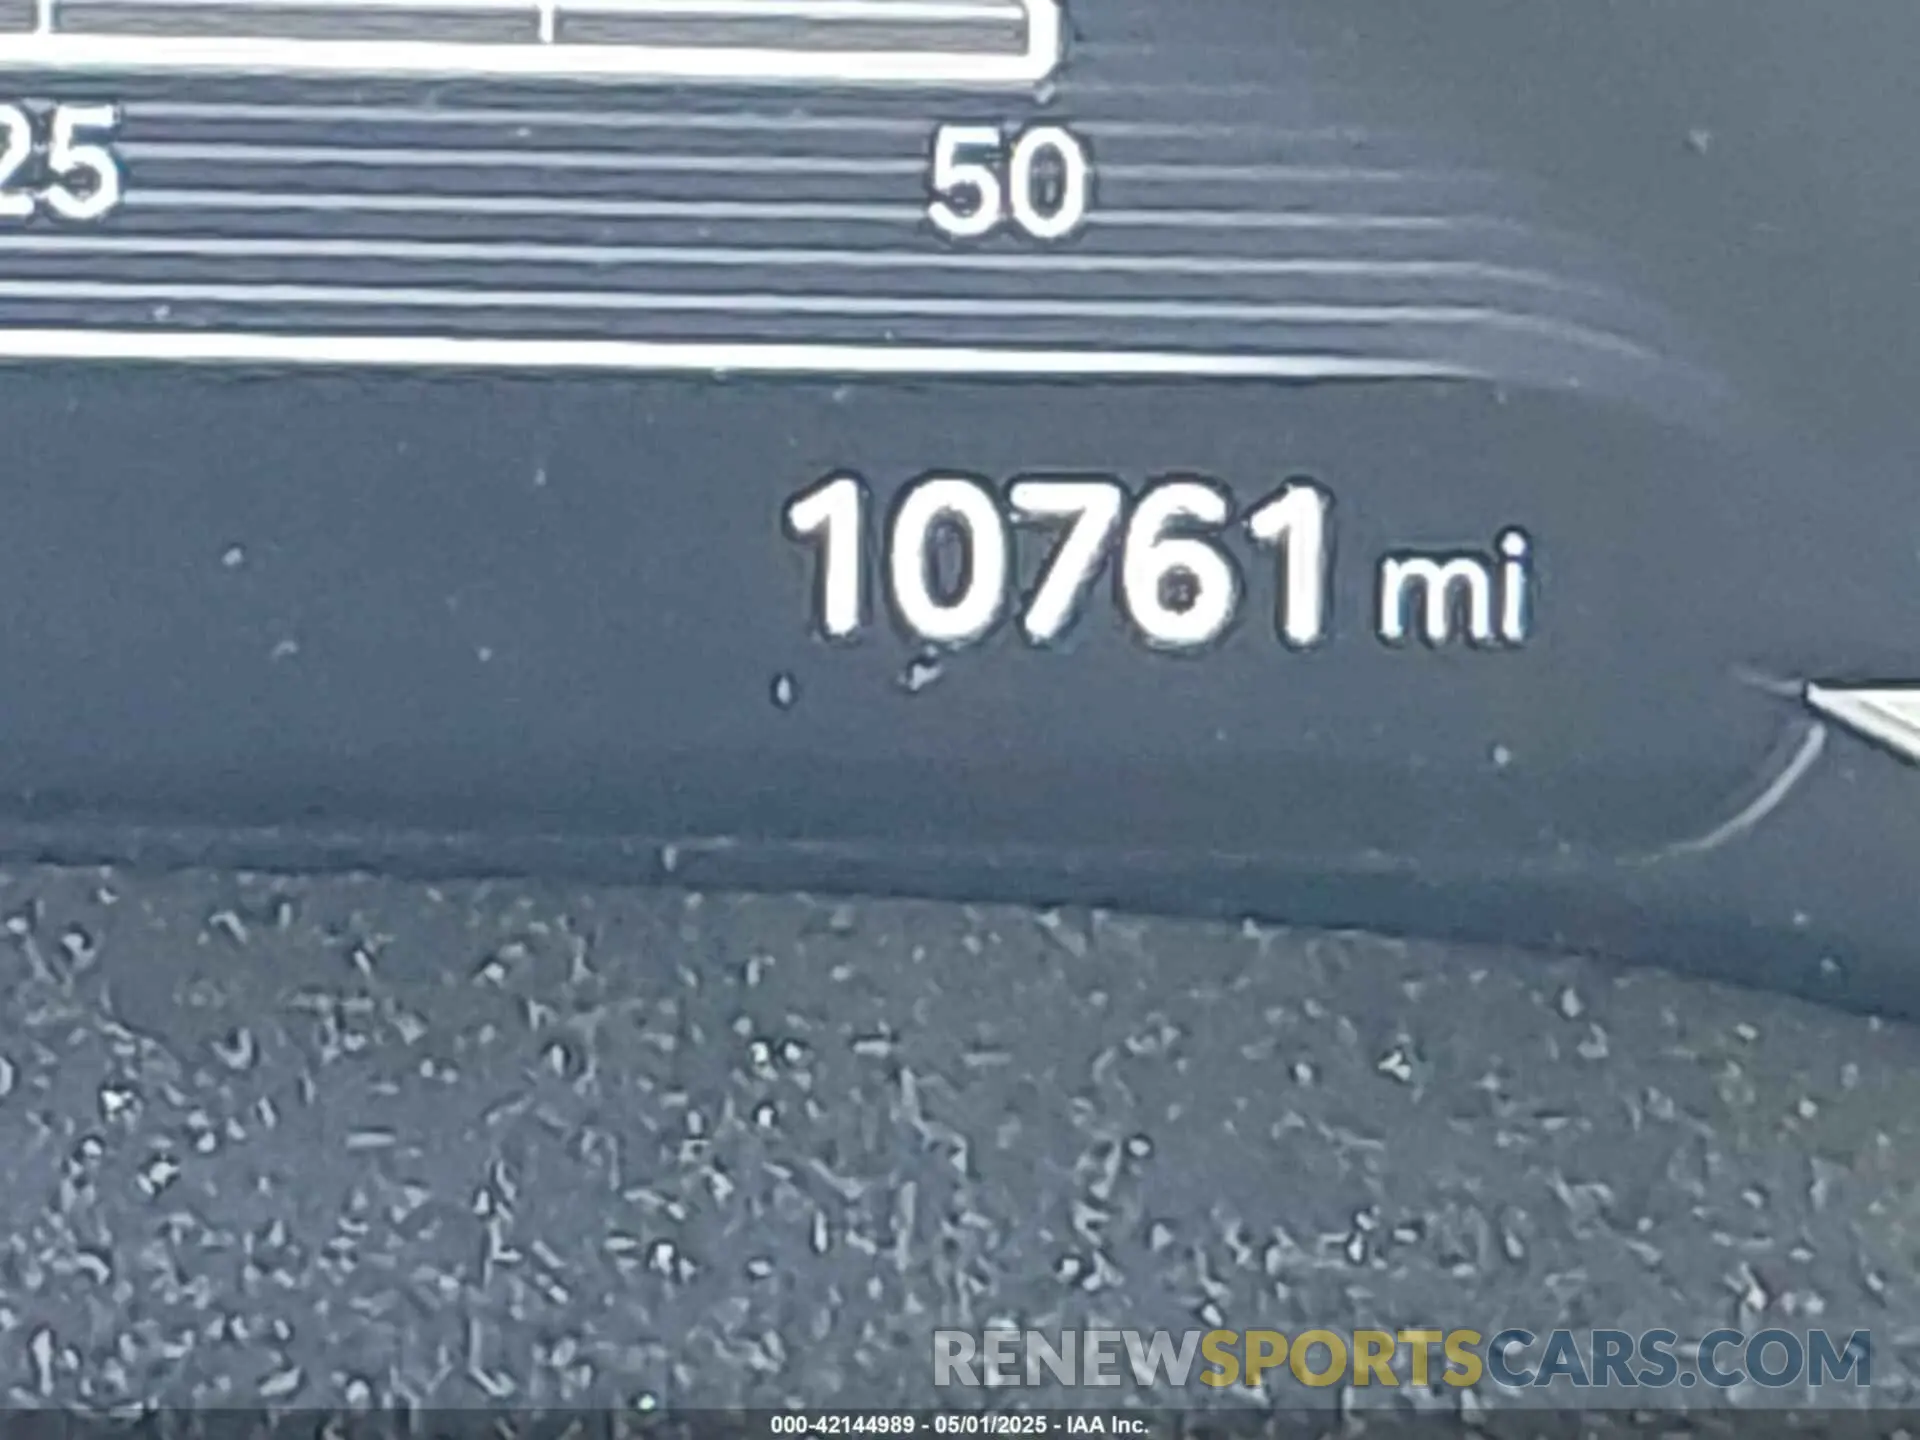 25 50
10761 mi
RENEWSPORTSCARS.COM
000-42144989 - 05/01/2025 - IAA Inc.